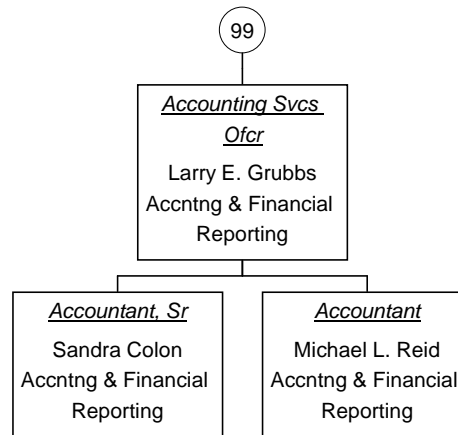 99
Accounting Svcs
Ofcr
Larry E. Grubbs
Accntng & Financial
Reporting
Accountant, Sr
Sandra Colon
Accntng & Financial
Reporting
Accountant
Michael L. Reid
Accntng & Financial
Reporting